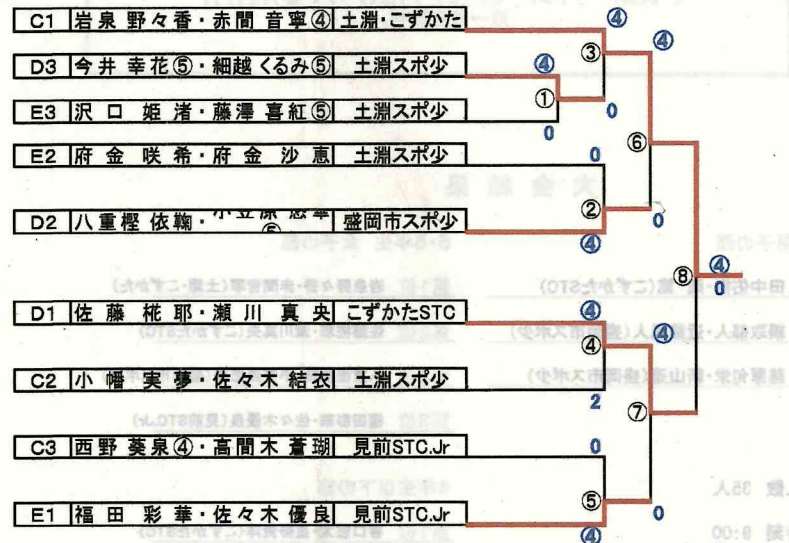 C1 岩泉 野々香・赤間 音寧④ 土淵・こずかた
D3 今井 幸花⑤・細越 くるみ⑤ 土淵スポ少
E3 沢口 姫渚・藤澤喜紅⑤ 土淵スポ少
E2 府金咲希・府金沙恵 土淵スポ少
D2 八重樫 依鞠・ ⑤ 盛岡市スポ少
D1 佐藤椛耶・瀬川真央 こずかたSTC
C2 小幡実夢・佐々木結衣 土淵スポ少
C3 西野葵泉④・高間木蒼瑚 見前STC.Jr
E1 福田彩華・佐々木優良 見前STC.Jr
④
③ ④
④
① 0
0
⑥
0
② 0
④
⑧ ④
0
④
④ ④
2
⑦
0
⑤ 0
④